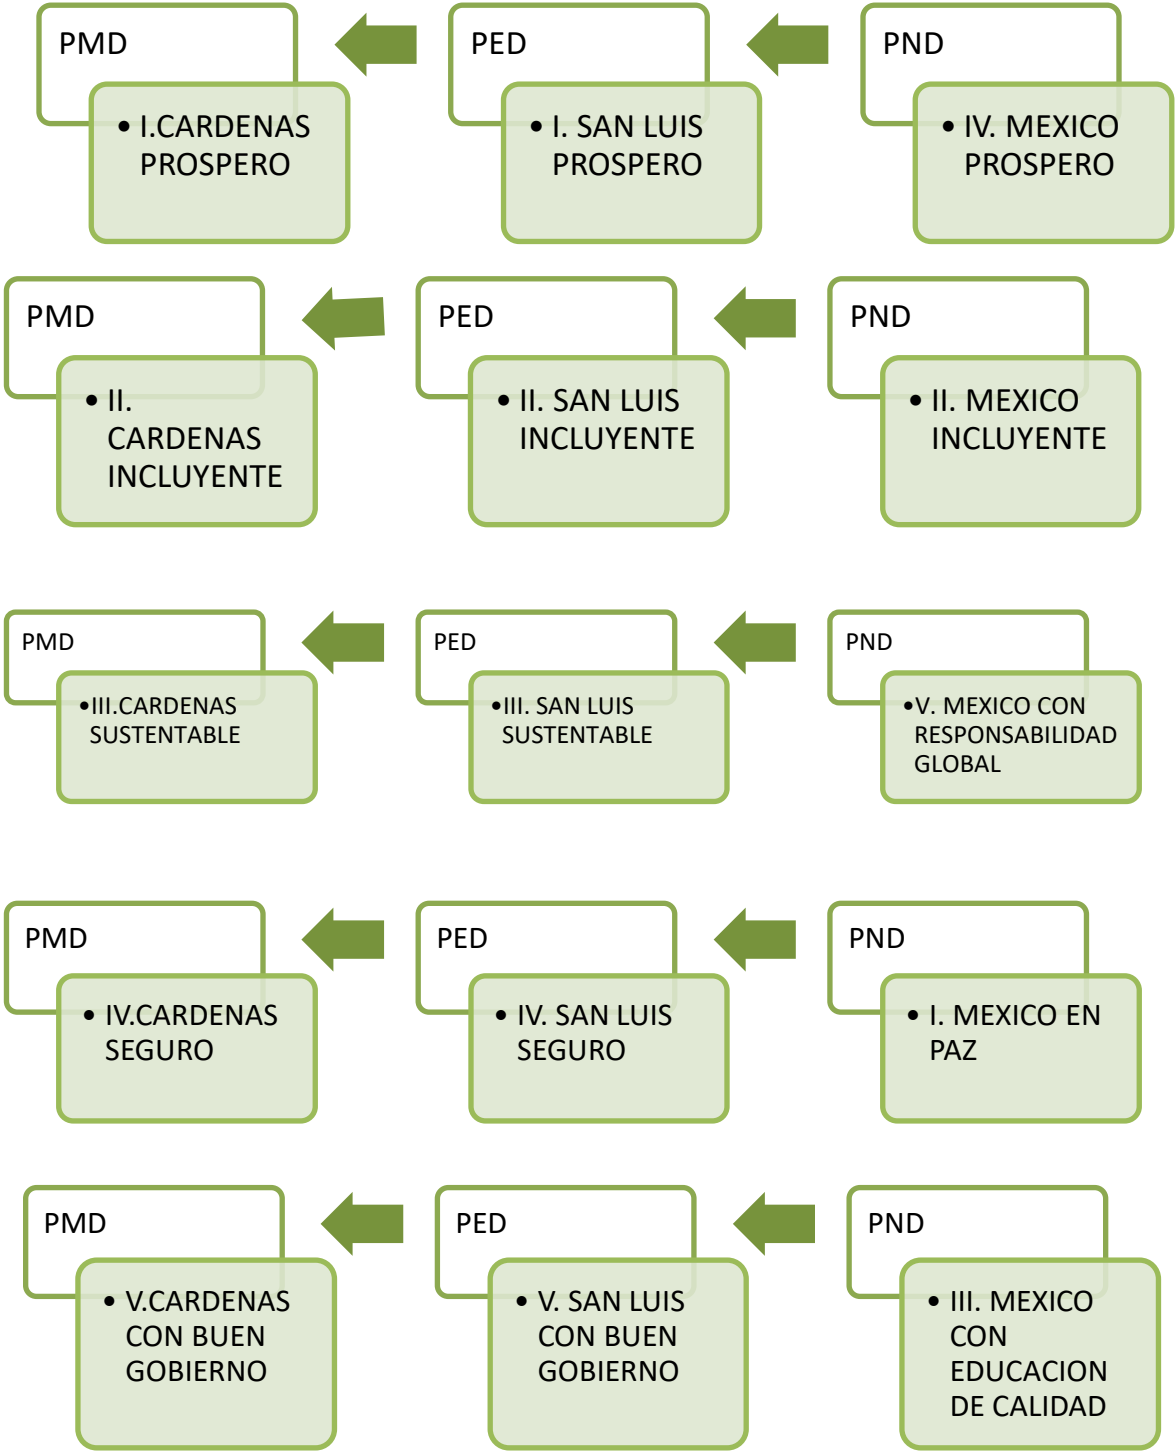 PMD
• I.CARDENAS
PROSPERO
PED
• I. SAN LUIS
PROSPERO
PND
• IV. MEXICO
PROSPERO
PMD
• II.
CARDENAS
INCLUYENTE
PED
• II. SAN LUIS
INCLUYENTE
PND
• II. MEXICO
INCLUYENTE
PMD
•III.CARDENAS
SUSTENTABLE
PED
•III. SAN LUIS
SUSTENTABLE
PND
•V. MEXICO CON
RESPONSABILIDAD
GLOBAL
PMD
• IV.CARDENAS
SEGURO
PED
• IV. SAN LUIS
SEGURO
PND
• I. MEXICO EN
PAZ
PMD
• V.CARDENAS
CON BUEN
GOBIERNO
PED
• V. SAN LUIS
CON BUEN
GOBIERNO
PND
• III. MEXICO
CON
EDUCACION
DE CALIDAD